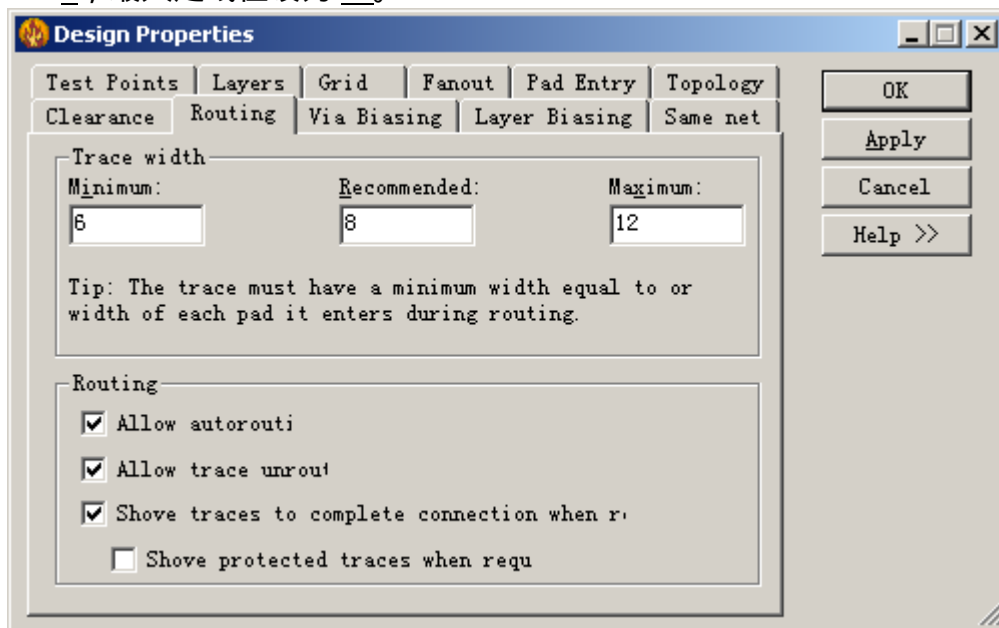 Design Properties
Test Points Layers Grid Fanout Pad Entry Topology
Clearance Routing Via Biasing Layer Biasing Same net
OK
Apply
Cancel
Help >>
Trace width
Minimum: Recommended: Maximum:
6 8 12
Tip: The trace must have a minimum width equal to or
width of each pad it enters during routing.
Routing
Allow autorouti
Allow trace unrout
Shove traces to complete connection when r
Shove protected traces when requ